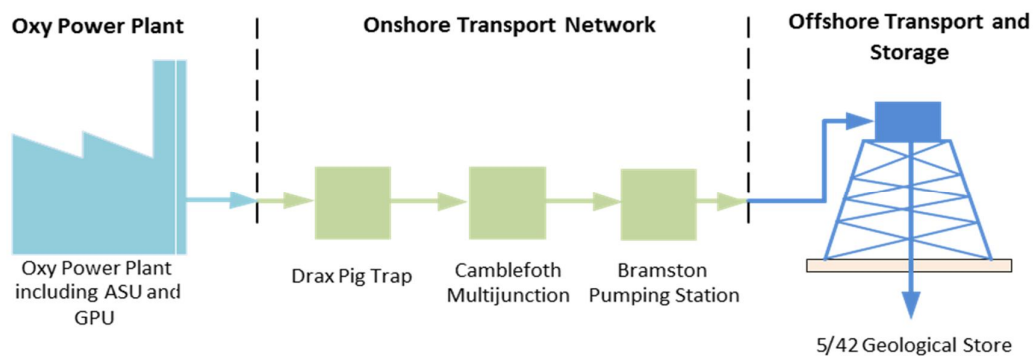 Oxy Power Plant
Onshore Transport Network
Offshore Transport and
Storage
Oxy Power Plant
including ASU and
GPU
Drax Pig Trap
Camblefoth
Multijunction
Bramston
Pumping Station
5/42 Geological Store